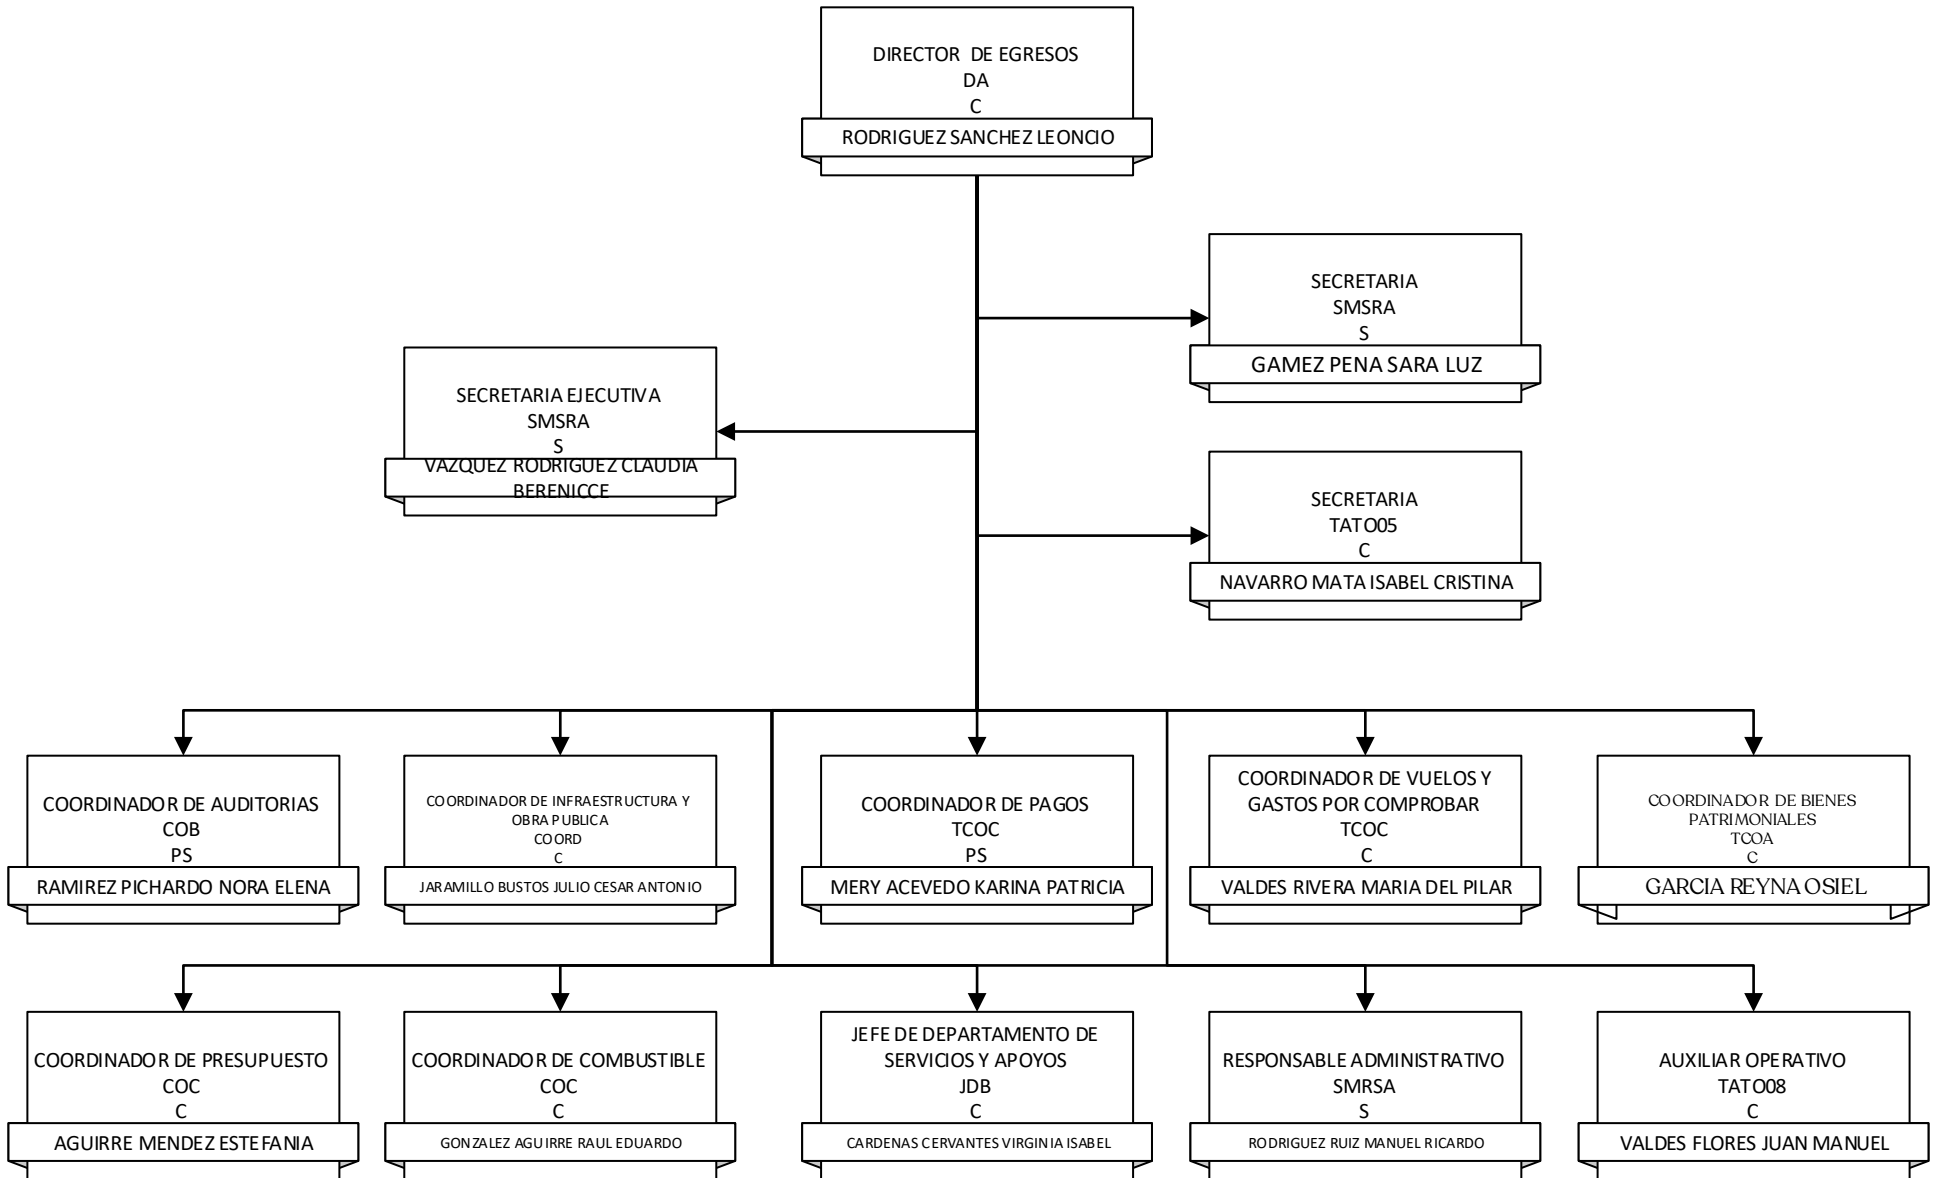 DIRECTOR DE EGRESOS
DA
C
RODRIGUEZ SANCHEZ LEONCIO
SECRETARIA
SMSRA
S
GAMEZ PENA SARA LUZ
SECRETARIA EJECUTIVA
SMSRA
S
VAZQUEZ RODRIGUEZ CLAUDIA
BERENICCE
SECRETARIA
TATO05
C
NAVARRO MATA ISABEL CRISTINA
COORDINADOR DE AUDITORIAS
COB
PS
RAMIREZ PICHARDO NORA ELENA
COORDINADOR DE INFRAESTRUCTURA Y
OBRA PUBLICA
COORD
C
JARAMILLO BUSTOS JULIO CESAR ANTONIO
COORDINADOR DE PAGOS
TCOC
PS
MERY ACEVEDO KARINA PATRICIA
COORDINADOR DE VUELOS Y
GASTOS POR COMPROBAR
TCOC
C
VALDES RIVERA MARIA DEL PILAR
COORDINADOR DE BIENES
PATRIMONIALES
TCOA
C
GARCIA REYNA OSIEL
COORDINADOR DE PRESUPUESTO
COC
C
AGUIRRE MENDEZ ESTEFANIA
COORDINADOR DE COMBUSTIBLE
COC
C
GONZALEZ AGUIRRE RAUL EDUARDO
JEFE DE DEPARTAMENTO DE
SERVICIOS Y APOYOS
JDB
C
CARDENAS CERVANTES VIRGINIA ISABEL
RESPONSABLE ADMINISTRATIVO
SMRSA
S
RODRIGUEZ RUIZ MANUEL RICARDO
AUXILIAR OPERATIVO
TATO08
C
VALDES FLORES JUAN MANUEL